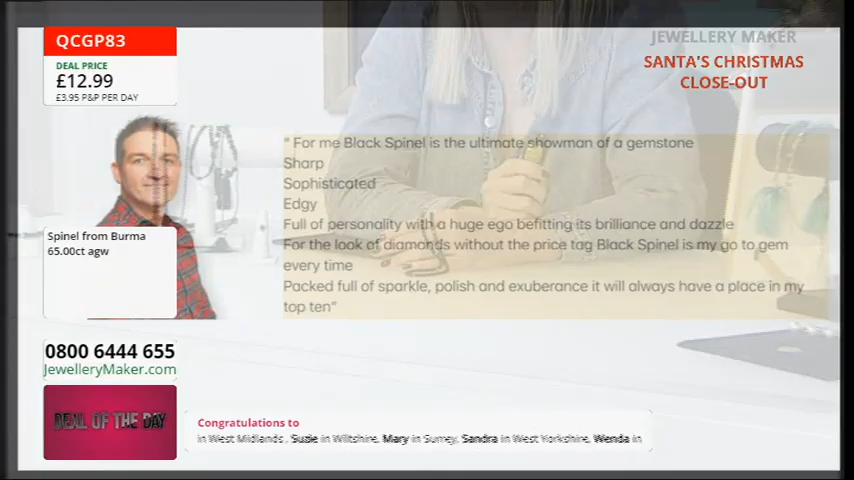 QCGP83
DEAL PRICE
£12.99
£3.95 P&P PER DAY
JEWELLERY MAKER
SANTA'S CHRISTMAS
CLOSE-OUT
" For me Black Spinel is the ultimate showman of a gemstone
Sharp
Sophisticated
Edgy
Full of personality with a huge ego befitting its brilliance and dazzle
For the look of diamonds without the price tag Black Spinel is my go to gem
every time
Packed full of sparkle, polish and exuberance it will always have a place in my
top ten"
Spinel from Burma
65.00ct agw
0800 6444 655
JewelleryMaker.com
DEAL OF THE DAY
Congratulations to
in West Midlands , Suzie in Wiltshire, Mary in Surrey, Sandra in West Yorkshire, Wenda in